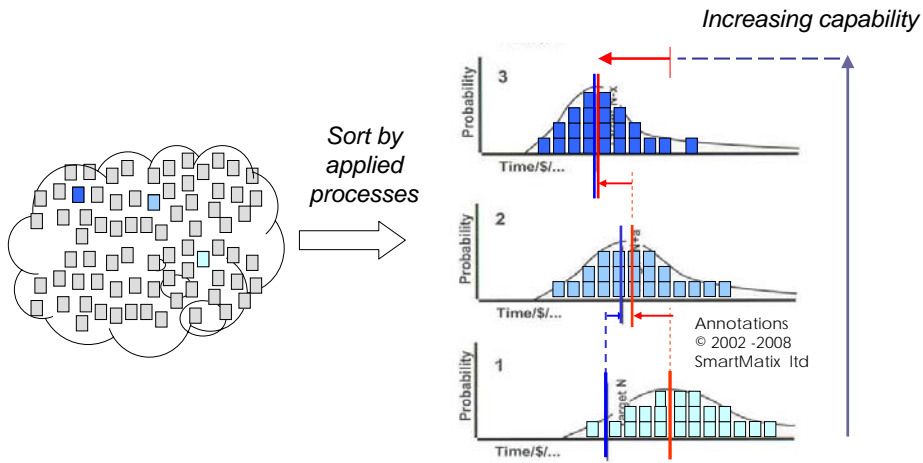 Increasing capability
Sort by
applied
processes
3
Probability
N-x
Time/$/...
2
Probability
N+a
Time/$/...
Annotations
© 2002 -2008
SmartMatix ltd
1
Probability
Target N
Time/$/...